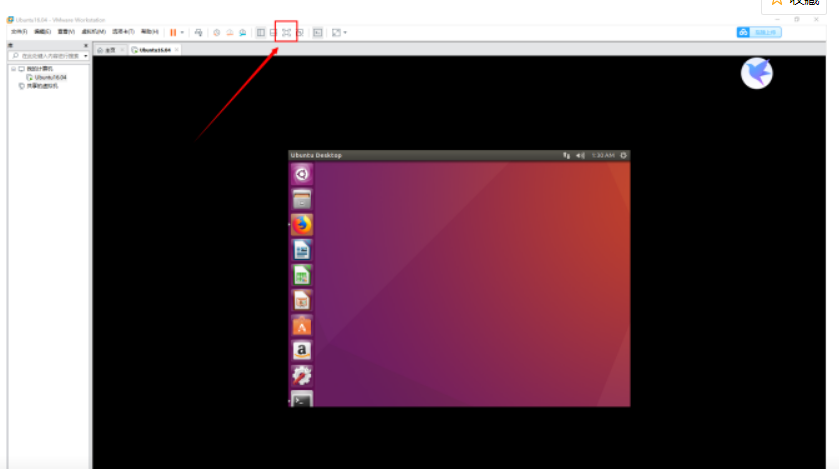 收藏
Ubuntu16.04 - VMware Workstation
文件(F) 编辑(E) 查看(V) 虚拟机(M) 选项卡(T) 帮助(H)
库
在此处键入内容进行搜索
主页
Ubuntu16.04
我的计算机
Ubuntu16.04
共享的虚拟机
Ubuntu Desktop
1:30 AM